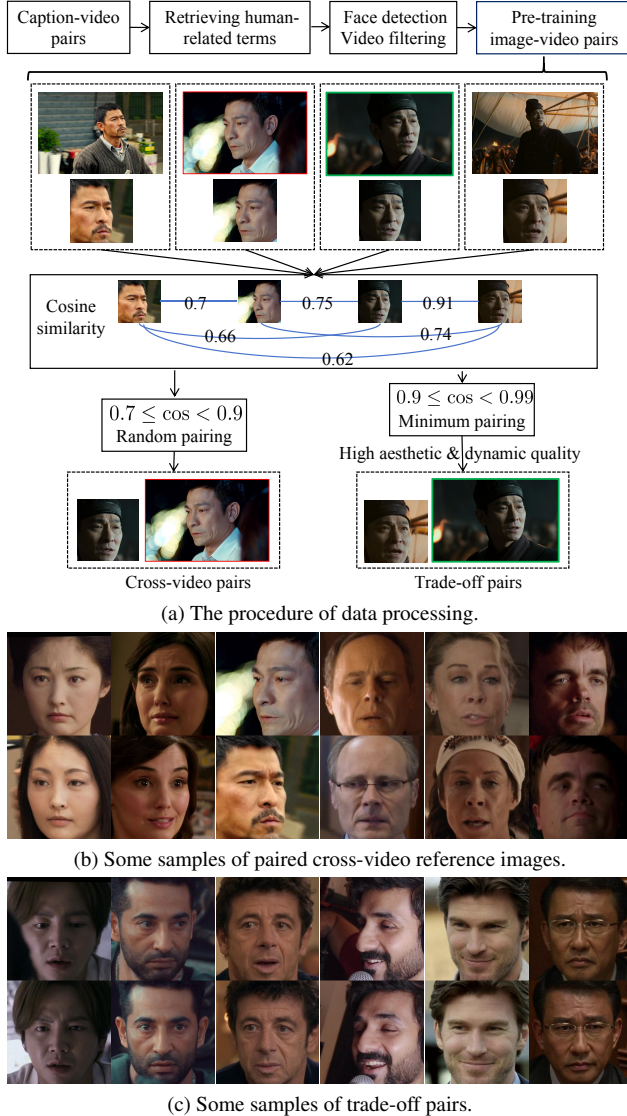 Caption-video pairs
Retrieving human-related terms
Face detection Video filtering
Pre-training image-video pairs
Cosine similarity
0.7
0.75
0.91
0.66
0.74
0.62
0.7 ≤ cos < 0.9
Random pairing
0.9 ≤ cos < 0.99
Minimum pairing
High aesthetic & dynamic quality
Cross-video pairs
Trade-off pairs
(a) The procedure of data processing.
(b) Some samples of paired cross-video reference images.
(c) Some samples of trade-off pairs.